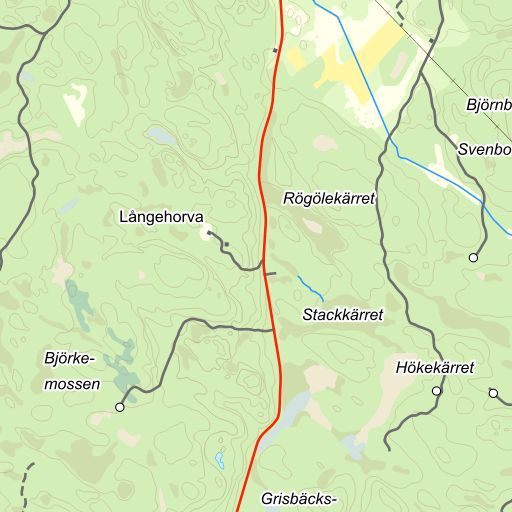 Björnb
Svenbo
Rögölekärret
Långehorva
Stackkärret
Björke-
mossen
Hökekärret
Grisbäcks-